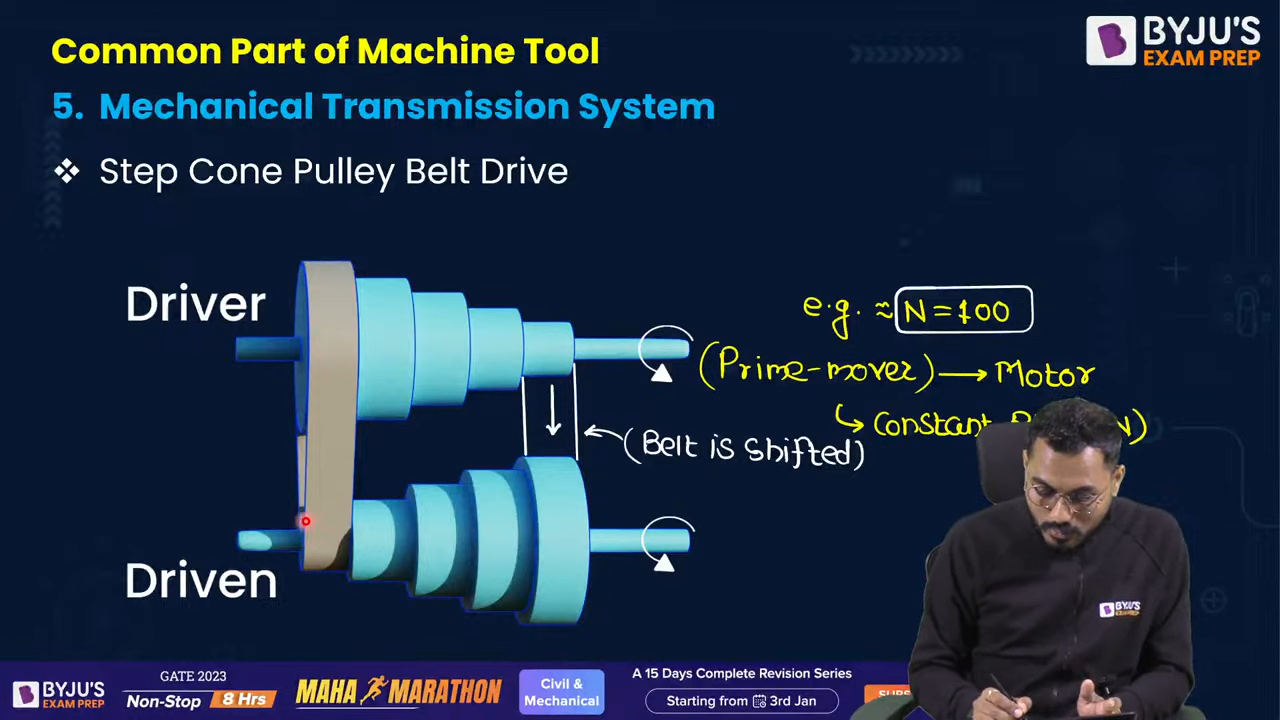 Common Part of Machine Tool
BYJU'S
EXAM PREP
5. Mechanical Transmission System
❖ Step Cone Pulley Belt Drive
Driver
e.g. ≈ N = 100
(Prime-mover) → Motor
↳ Constant
(Belt is shifted)
Driven
BYJU'S
BYJU'S
EXAM PREP
GATE 2023
Non-Stop 8 Hrs
MAHA MARATHON
Civil &
Mechanical
A 15 Days Complete Revision Series
Starting from 3rd Jan